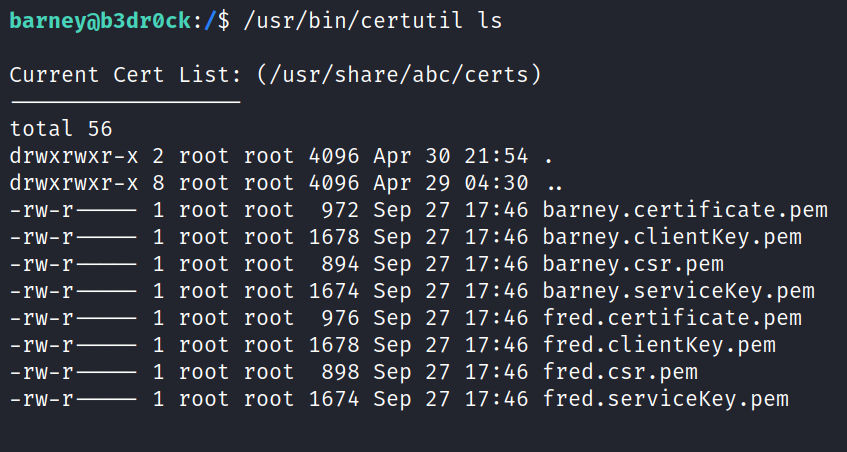 barney@b3dr0ck:/$ /usr/bin/certutil ls
Current Cert List: (/usr/share/abc/certs)
------------------
total 56
drwxrwxr-x 2 root root 4096 Apr 30 21:54 .
drwxrwxr-x 8 root root 4096 Apr 29 04:30 ..
-rw-r----- 1 root root  972 Sep 27 17:46 barney.certificate.pem
-rw-r----- 1 root root 1678 Sep 27 17:46 barney.clientKey.pem
-rw-r----- 1 root root  894 Sep 27 17:46 barney.csr.pem
-rw-r----- 1 root root 1674 Sep 27 17:46 barney.serviceKey.pem
-rw-r----- 1 root root  976 Sep 27 17:46 fred.certificate.pem
-rw-r----- 1 root root 1678 Sep 27 17:46 fred.clientKey.pem
-rw-r----- 1 root root  898 Sep 27 17:46 fred.csr.pem
-rw-r----- 1 root root 1674 Sep 27 17:46 fred.serviceKey.pem